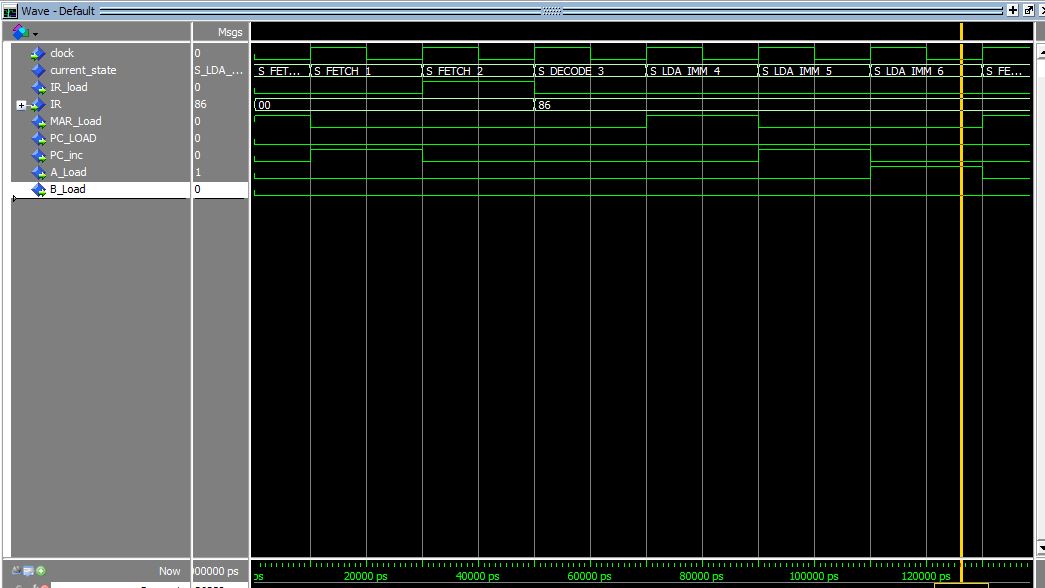 Wave - Default
Msgs
clock 0 
current_state S_LDA_... S_FET... S_FETCH_1 S_FETCH_2 S_DECODE_3 S_LDA_IMM_4 S_LDA_IMM_5 S_LDA_IMM_6 S_FE...
IR_load 0
IR 86 00 86
MAR_Load 0
PC_LOAD 0
PC_inc 0
A_Load 1
B_Load 0
Now 00000 ps ps 20000 ps 40000 ps 60000 ps 80000 ps 100000 ps 120000 ps